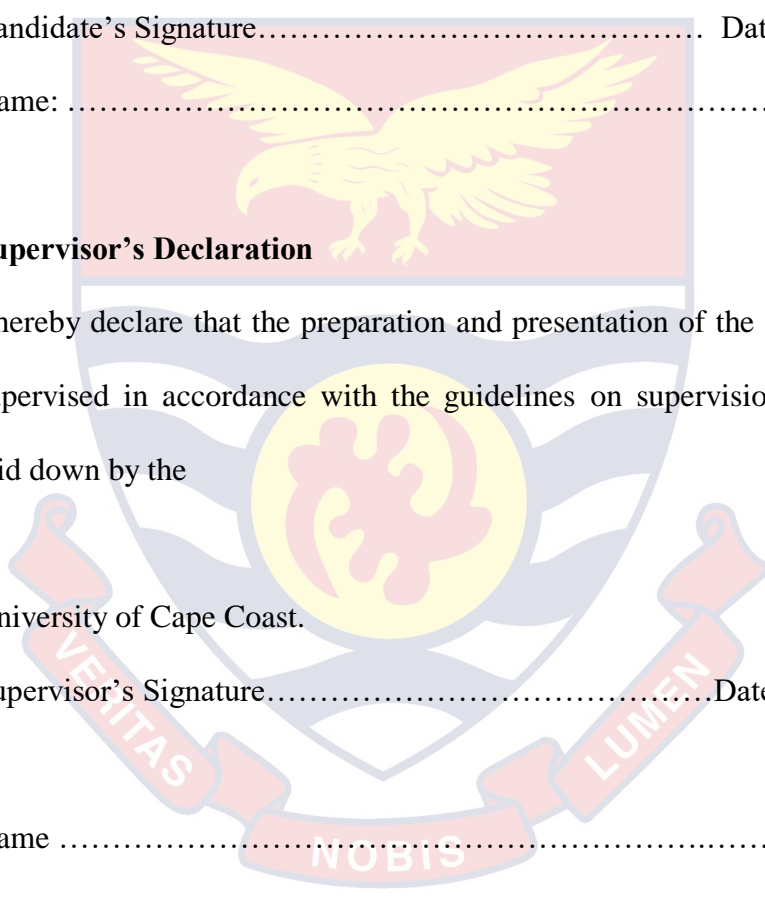 andidate’s Signature…………………………………… Dat
ame: …………………………………………………………
upervisor’s Declaration
hereby declare that the preparation and presentation of the
pervised in accordance with the guidelines on supervisio
id down by the
niversity of Cape Coast.
upervisor’s Signature……………………………………Date
ame ……………………………………………………..……
VERITAS
NOBIS
LUMEN